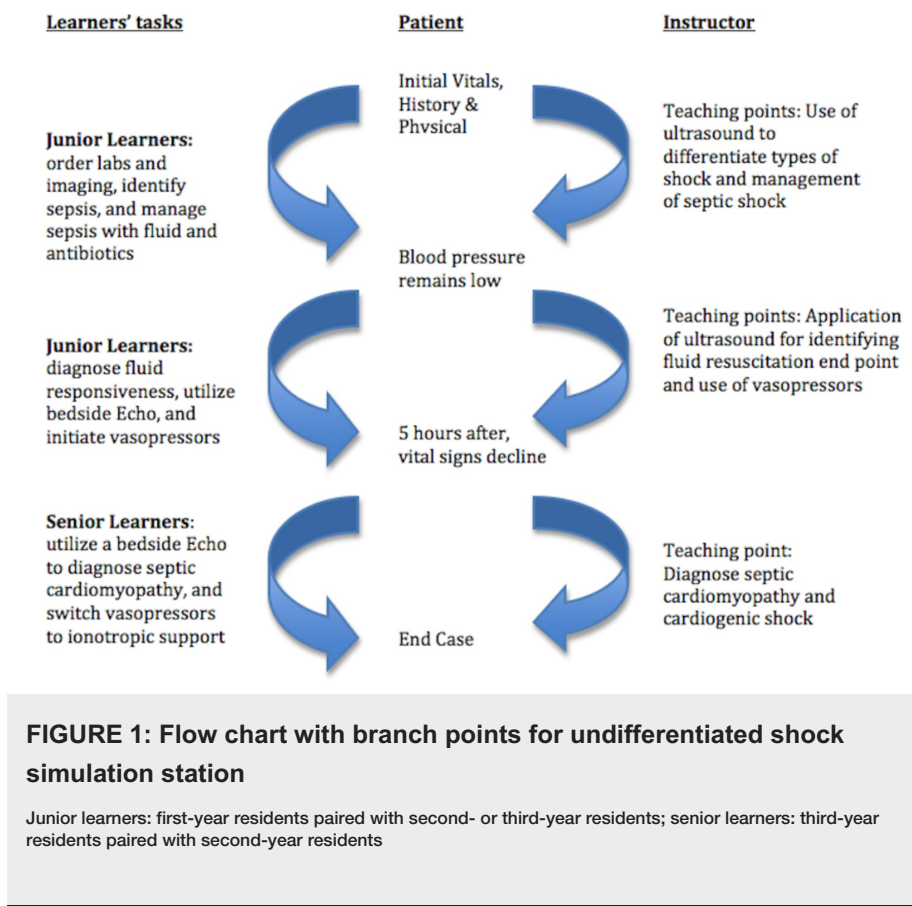 Learners' tasks
Patient
Instructor
Initial Vitals,
History &
Phvsical
Junior Learners:
order labs and
imaging, identify
sepsis, and manage
sepsis with fluid and
antibiotics
Teaching points: Use of
ultrasound to
differentiate types of
shock and management
of septic shock
Blood pressure
remains low
Junior Learners:
diagnose fluid
responsiveness, utilize
bedside Echo, and
initiate vasopressors
Teaching points: Application
of ultrasound for identifying
fluid resuscitation end point
and use of vasopressors
5 hours after,
vital signs decline
Senior Learners:
utilize a bedside Echo
to diagnose septic
cardiomyopathy, and
switch vasopressors
to ionotropic support
Teaching point:
Diagnose septic
cardiomyopathy and
cardiogenic shock
End Case
FIGURE 1: Flow chart with branch points for undifferentiated shock
simulation station
Junior learners: first-year residents paired with second- or third-year residents; senior learners: third-year
residents paired with second-year residents